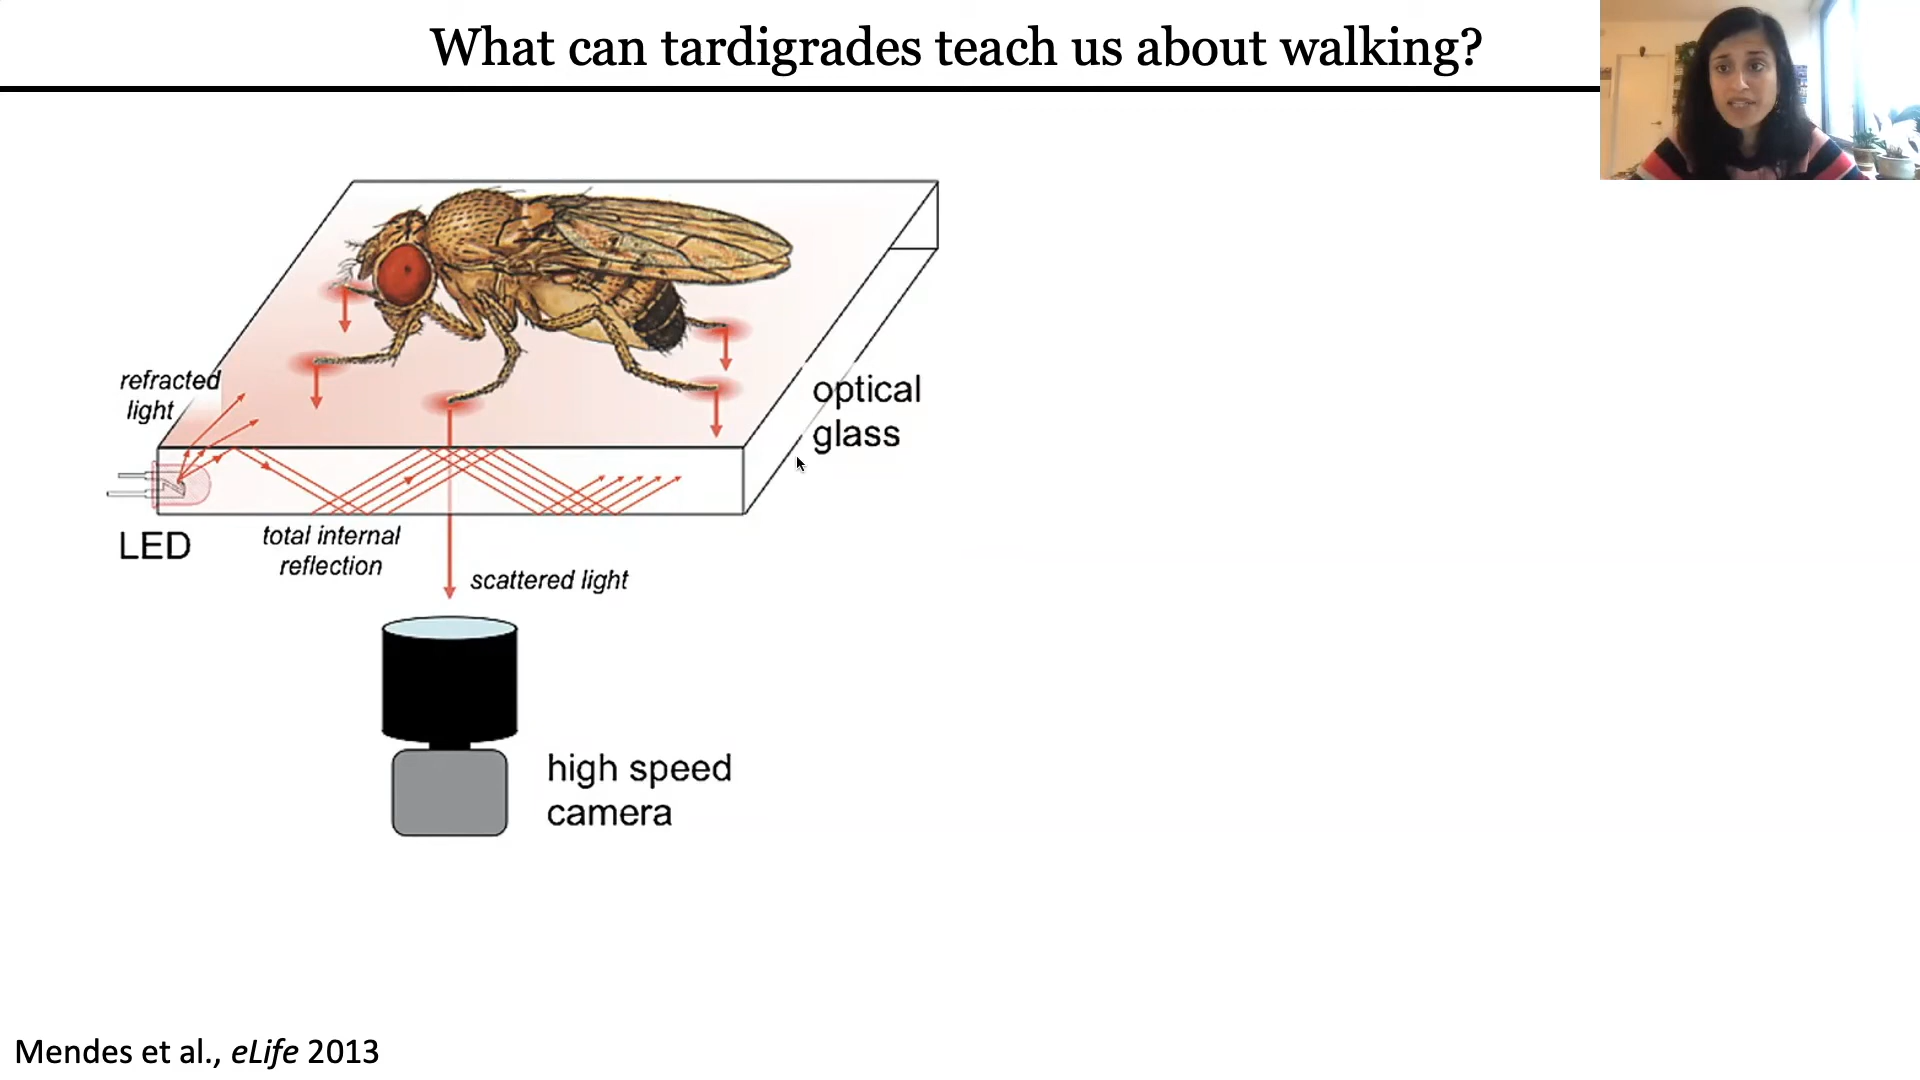 What can tardigrades teach us about walking?
refracted
light
optical
glass
LED
total internal
reflection
scattered light
high speed
camera
Mendes et al., eLife 2013